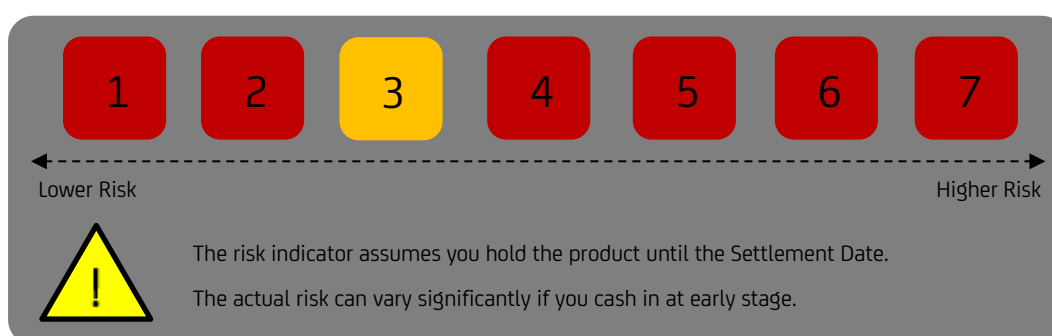 1 2 3 4 5 6 7
Lower Risk Higher Risk
!
The risk indicator assumes you hold the product until the Settlement Date.
The actual risk can vary significantly if you cash in at early stage.